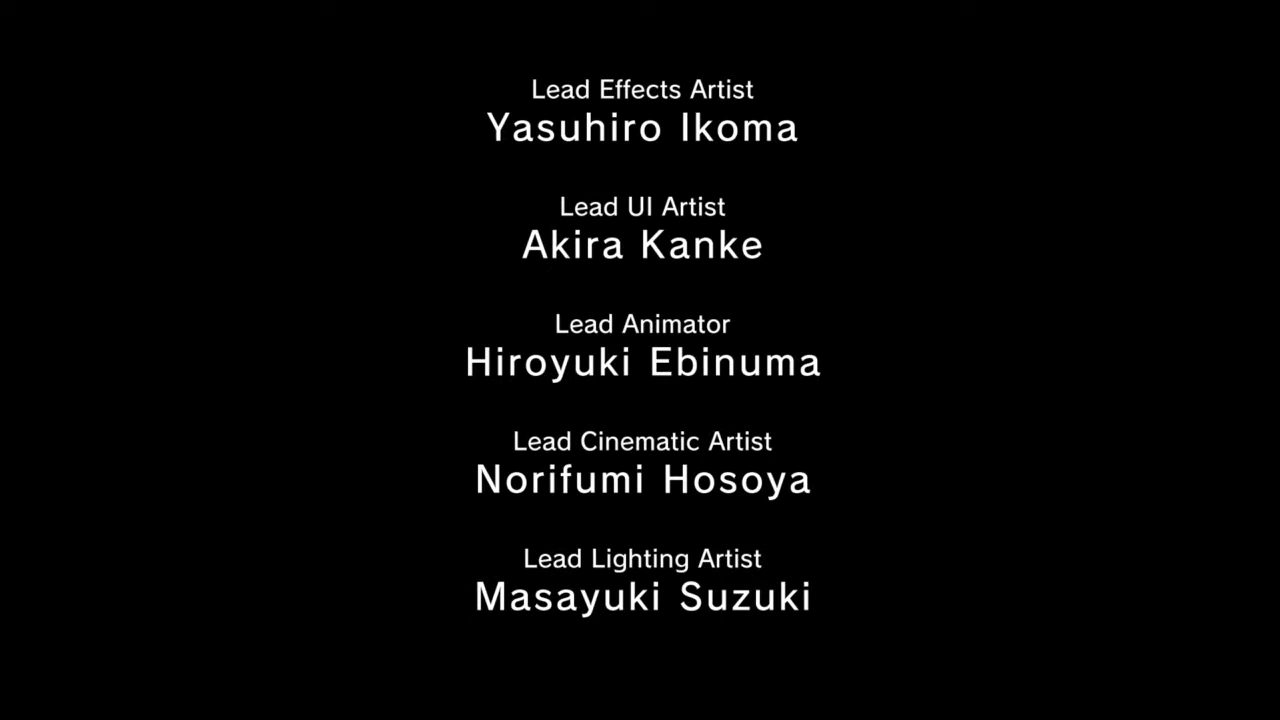 Lead Effects Artist
Yasuhiro Ikoma
Lead UI Artist
Akira Kanke
Lead Animator
Hiroyuki Ebinuma
Lead Cinematic Artist
Norifumi Hosoya
Lead Lighting Artist
Masayuki Suzuki